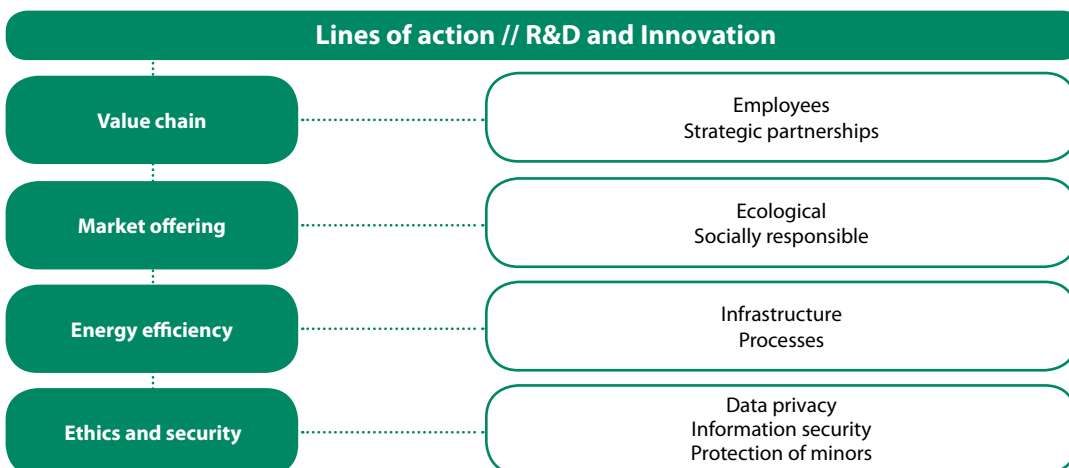 Lines of action // R&D and Innovation
Value chain
Employees
Strategic partnerships
Market offering
Ecological
Socially responsible
Energy efficiency
Infrastructure
Processes
Ethics and security
Data privacy
Information security
Protection of minors